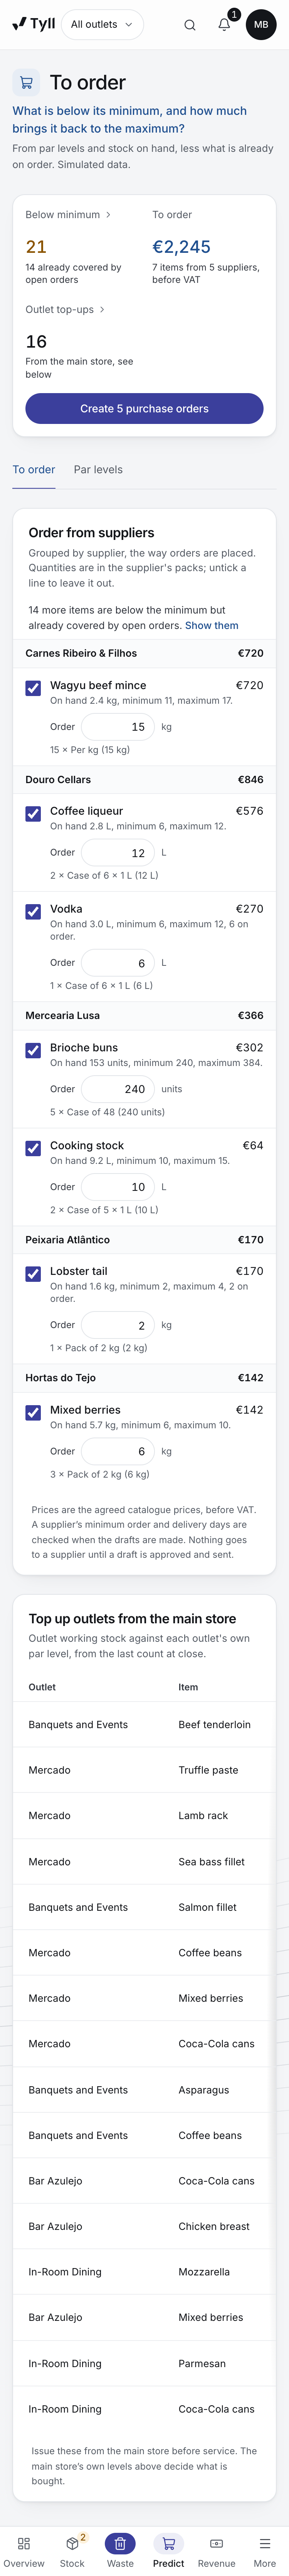 Tyll
All outlets
1
MB
To order
What is below its minimum, and how much
brings it back to the maximum?
From par levels and stock on hand, less what is already
on order. Simulated data.
Below minimum
21
14 already covered by
open orders
To order
€2,245
7 items from 5 suppliers,
before VAT
Outlet top-ups
16
From the main store, see
below
Create 5 purchase orders
To order
Par levels
Order from suppliers
Grouped by supplier, the way orders are placed.
Quantities are in the supplier's packs; untick a
line to leave it out.
14 more items are below the minimum but
already covered by open orders. Show them
Carnes Ribeiro & Filhos €720
Wagyu beef mince €720
On hand 2.4 kg, minimum 11, maximum 17.
Order 15 kg
15 × Per kg (15 kg)
Douro Cellars €846
Coffee liqueur €576
On hand 2.8 L, minimum 6, maximum 12.
Order 12 L
2 × Case of 6 × 1 L (12 L)
Vodka €270
On hand 3.0 L, minimum 6, maximum 12, 6 on
order.
Order 6 L
1 × Case of 6 × 1 L (6 L)
Mercearia Lusa €366
Brioche buns €302
On hand 153 units, minimum 240, maximum 384.
Order 240 units
5 × Case of 48 (240 units)
Cooking stock €64
On hand 9.2 L, minimum 10, maximum 15.
Order 10 L
2 × Case of 5 × 1 L (10 L)
Peixaria Atlântico €170
Lobster tail €170
On hand 1.6 kg, minimum 2, maximum 4, 2 on
order.
Order 2 kg
1 × Pack of 2 kg (2 kg)
Hortas do Tejo €142
Mixed berries €142
On hand 5.7 kg, minimum 6, maximum 10.
Order 6 kg
3 × Pack of 2 kg (6 kg)
Prices are the agreed catalogue prices, before VAT.
A supplier's minimum order and delivery days are
checked when the drafts are made. Nothing goes
to a supplier until a draft is approved and sent.
Top up outlets from the main store
Outlet working stock against each outlet's own
par level, from the last count at close.
Outlet Item
Banquets and Events Beef tenderloin
Mercado Truffle paste
Mercado Lamb rack
Mercado Sea bass fillet
Banquets and Events Salmon fillet
Mercado Coffee beans
Mercado Mixed berries
Mercado Coca-Cola cans
Banquets and Events Asparagus
Banquets and Events Coffee beans
Bar Azulejo Coca-Cola cans
Bar Azulejo Chicken breast
In-Room Dining Mozzarella
Bar Azulejo Mixed berries
In-Room Dining Parmesan
In-Room Dining Coca-Cola cans
Issue these from the main store before service. The
main store's own levels above decide what is
bought.
2
Overview Stock Waste Predict Revenue More